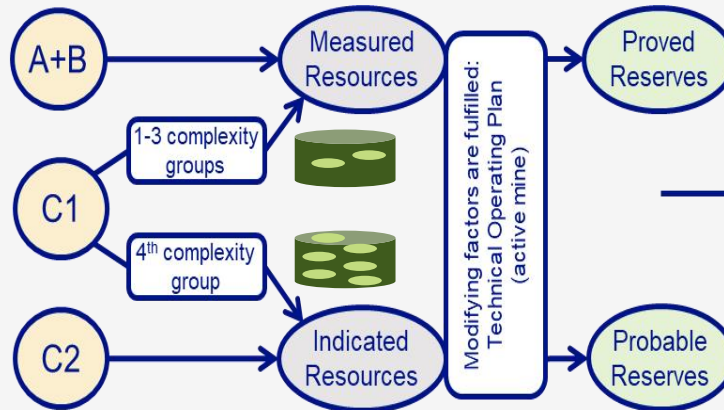 A+B
Measured
Resources
Proved
Reserves
1-3 complexity
groups
C1
4th complexity
group
Modifying factors are fulfilled:
Technical Operating Plan
(active mine)
C2
Indicated
Resources
Probable
Reserves